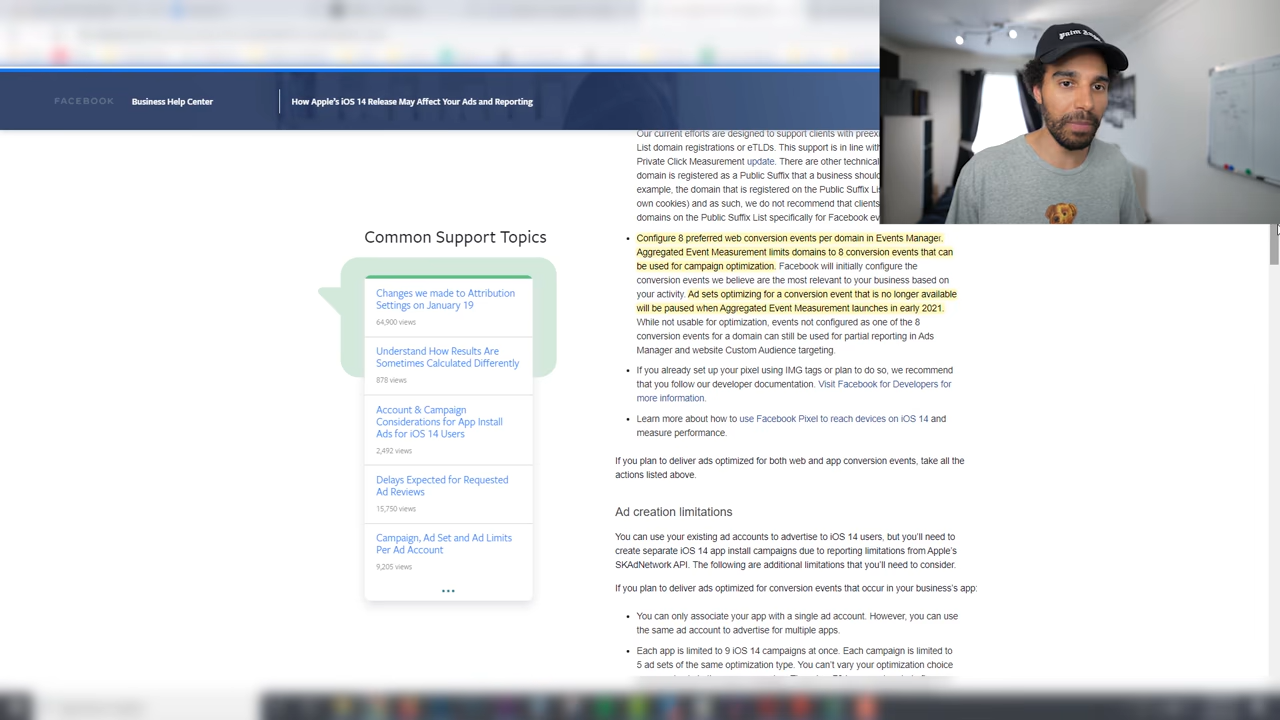 FACEBOOK
Business Help Center
How Apple's iOS 14 Release May Affect Your Ads and Reporting
palm
Common Support Topics
Changes we made to Attribution
Settings on January 19
64,900 views
Understand How Results Are
Sometimes Calculated Differently
878 views
Account & Campaign
Considerations for App Install
Ads for iOS 14 Users
2,492 views
Delays Expected for Requested
Ad Reviews
15,750 views
Campaign, Ad Set and Ad Limits
Per Ad Account
9,205 views
Our current efforts are designed to support clients with
List domain registrations or eTLDs. This support is in line with
Private Click Measurement update. There are other technical
domain is registered as a Public Suffix that a business
example, the domain that is registered on the Public Suffix
own cookies) and as such, we do not recommend that clients
domains on the Public Suffix List specifically for Facebook
• Configure 8 preferred web conversion events per domain in Events Manager.
Aggregated Event Measurement limits domains to 8 conversion events that can
be used for campaign optimization. Facebook will initially configure the
conversion events we believe are the most relevant to your business based on
your activity. Ad sets optimizing for a conversion event that is no longer available
will be paused when Aggregated Event Measurement launches in early 2021.
While not usable for optimization, events not configured as one of the 8
conversion events for a domain can still be used for partial reporting in Ads
Manager and website Custom Audience targeting.
• If you already set up your pixel using IMG tags or plan to do so, we recommend
that you follow our developer documentation. Visit Facebook for Developers for
more information.
• Learn more about how to use Facebook Pixel to reach devices on iOS 14 and
measure performance.
If you plan to deliver ads optimized for both web and app conversion events, take all the
actions listed above.
Ad creation limitations
You can use your existing ad accounts to advertise to iOS 14 users, but you'll need to
create separate iOS 14 app install campaigns due to reporting limitations from Apple's
SKAdNetwork API. The following are additional limitations that you'll need to consider.
If you plan to deliver ads optimized for conversion events that occur in your business's app:
• You can only associate your app with a single ad account. However, you can use
the same ad account to advertise for multiple apps.
• Each app is limited to 9 iOS 14 campaigns at once. Each campaign is limited to
5 ad sets of the same optimization type. You can't vary your optimization choice